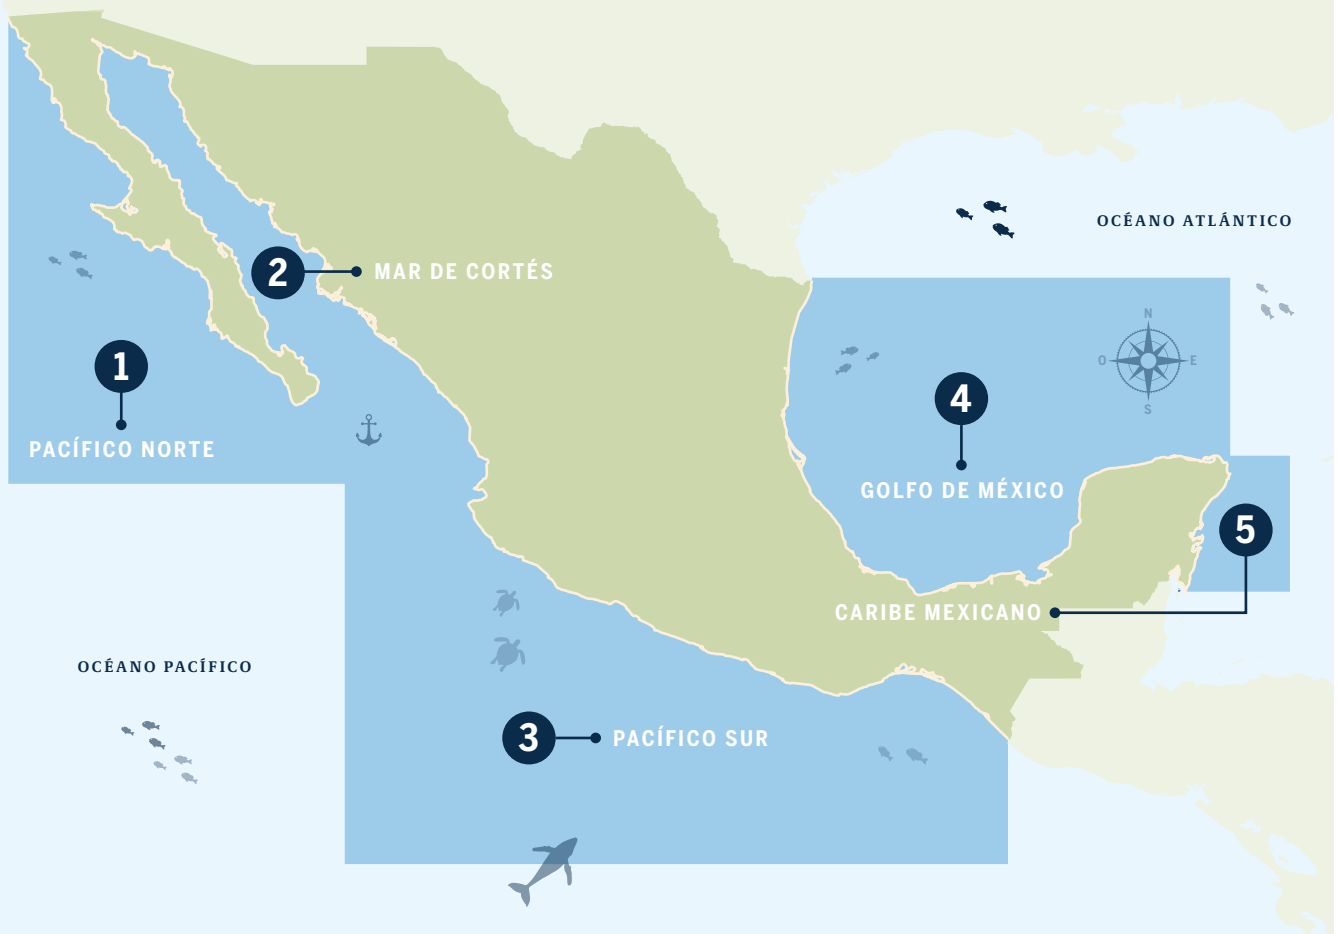 OCÉANO ATLÁNTICO
2
MAR DE CORTÉS
N
O
E
S
1
PACÍFICO NORTE
4
GOLFO DE MÉXICO
5
CARIBE MEXICANO
OCÉANO PACÍFICO
3
PACÍFICO SUR